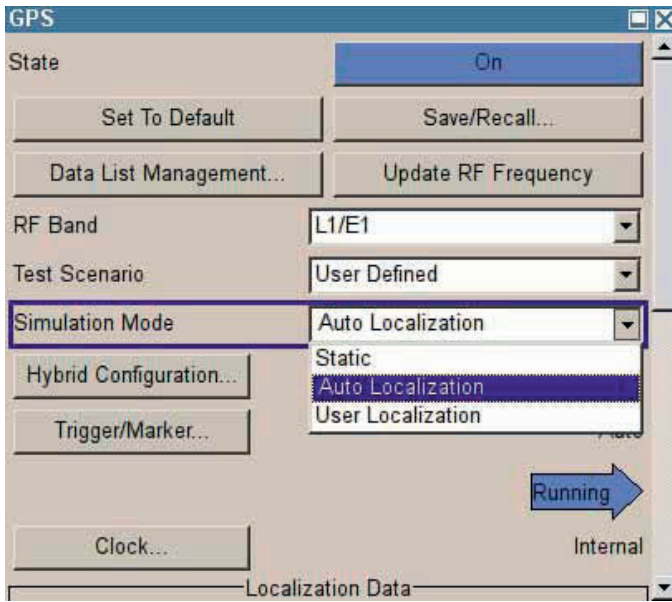 GPS
State
On
Set To Default
Save/Recall...
Data List Management...
Update RF Frequency
RF Band
L1/E1
Test Scenario
User Defined
Simulation Mode
Auto Localization
Static
Auto Localization
User Localization
Hybrid Configuration...
Trigger/Marker...
Auto
Running
Clock...
Internal
Localization Data